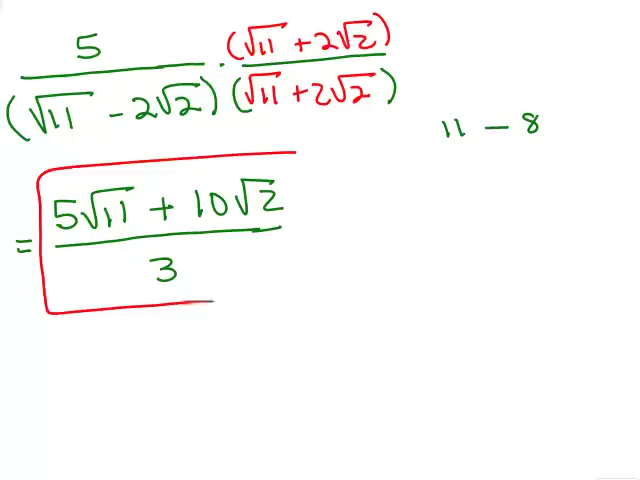 5/(√11 - 2√2) · (√11 + 2√2)/(√11 + 2√2)
11 - 8
= (5√11 + 10√2)/3